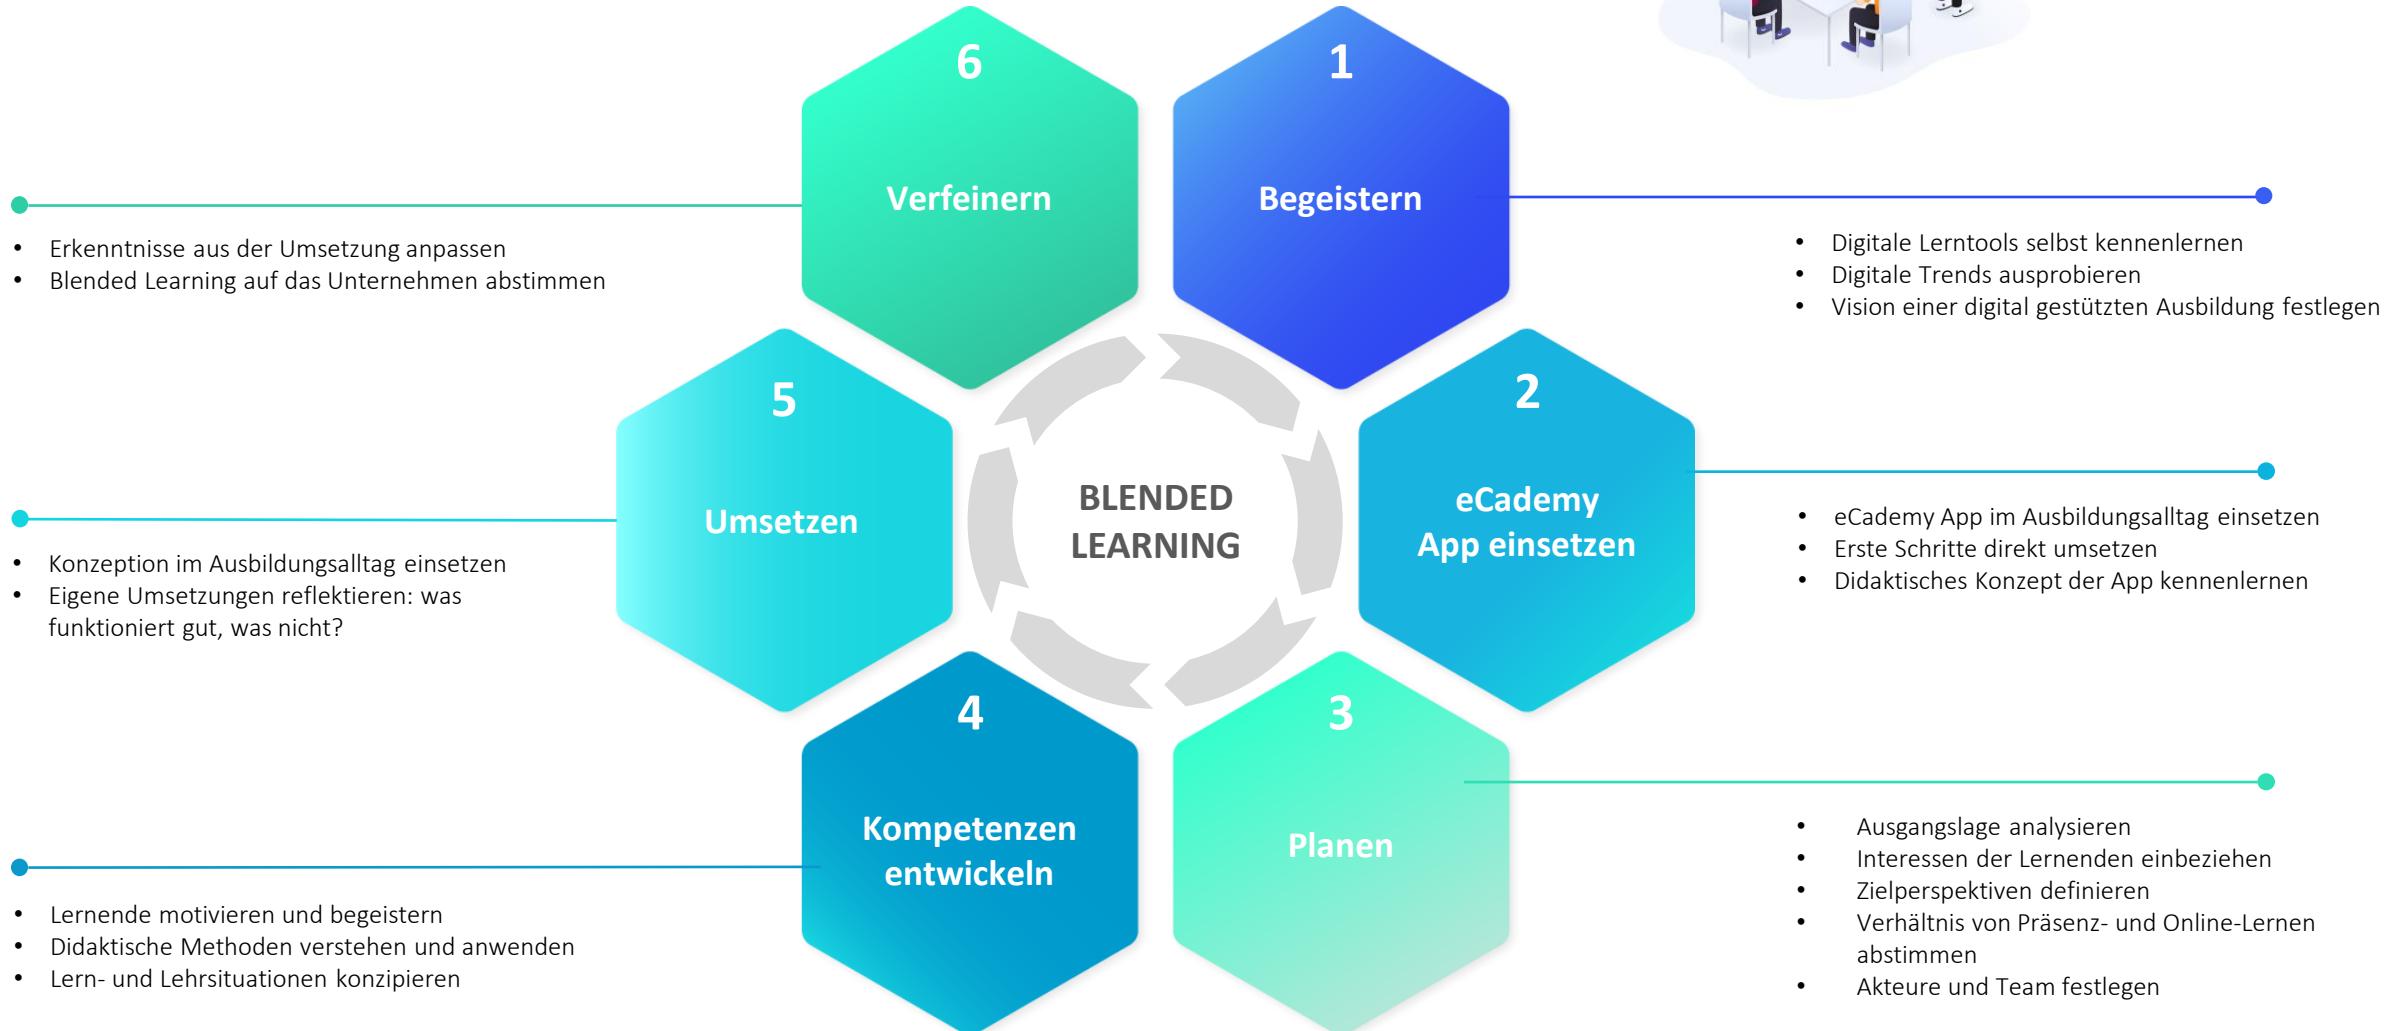 1
Begeistern
• Digitale Lerntools selbst kennenlernen
• Digitale Trends ausprobieren
• Vision einer digital gestützten Ausbildung festlegen
2
eCademy
App einsetzen
• eCademy App im Ausbildungsalltag einsetzen
• Erste Schritte direkt umsetzen
• Didaktisches Konzept der App kennenlernen
3
Planen
• Ausgangslage analysieren
• Interessen der Lernenden einbeziehen
• Zielperspektiven definieren
• Verhältnis von Präsenz- und Online-Lernen
abstimmen
• Akteure und Team festlegen
4
Kompetenzen
entwickeln
• Lernende motivieren und begeistern
• Didaktische Methoden verstehen und anwenden
• Lern- und Lehrsituationen konzipieren
5
Umsetzen
• Konzeption im Ausbildungsalltag einsetzen
• Eigene Umsetzungen reflektieren: was
funktioniert gut, was nicht?
6
Verfeinern
• Erkenntnisse aus der Umsetzung anpassen
• Blended Learning auf das Unternehmen abstimmen
BLENDED
LEARNING